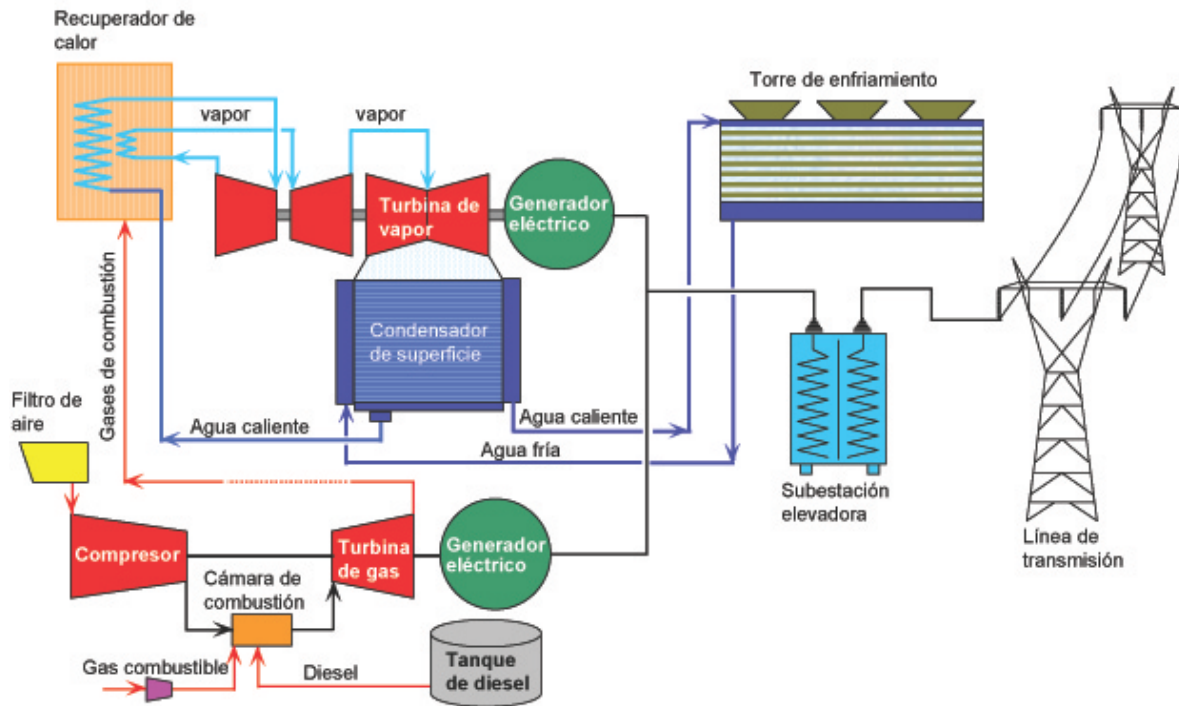 Recuperador de
calor
vapor
vapor
Torre de enfriamiento
Turbina de
vapor
Generador
eléctrico
Gases de combustión
Condensador
de superficie
Filtro de
aire
Agua caliente
Agua caliente
Agua fría
Subestación
elevadora
Línea de
transmisión
Compresor
Turbina
de gas
Generador
eléctrico
Cámara de
combustión
Gas combustible
Diesel
Tanque
de diesel